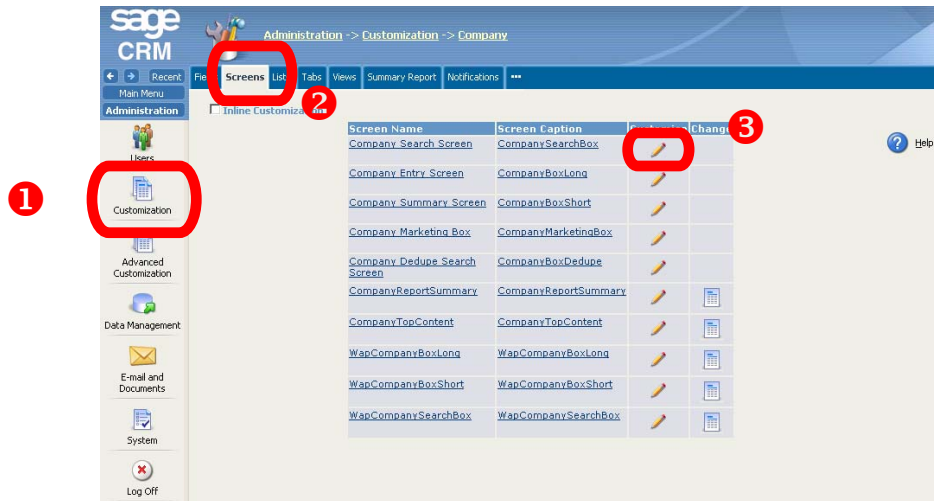 sage
CRM
Administration -> Customization -> Company
Recent
Screens Tabs Views Summary Report Notifications
Main Menu
Administration
Inline Customization
2
3
Screen Name Screen Caption Change
Company Search Screen CompanySearchBox
Help
Users
Company Entry Screen CompanyBoxLong
1
Customization
Company Summary Screen CompanyBoxShort
Company Marketing Box CompanyMarketingBox
Advanced
Customization
Company Dedupe Search CompanyBoxDedupe
Screen
CompanyReportSummary CompanyReportSummary
Data Management
CompanyTopContent CompanyTopContent
WapCompanyBoxLong WapCompanyBoxLong
E-mail and
Documents
WapCompanyBoxShort WapCompanyBoxShort
WapCompanySearchBox WapCompanySearchBox
System
Log Off